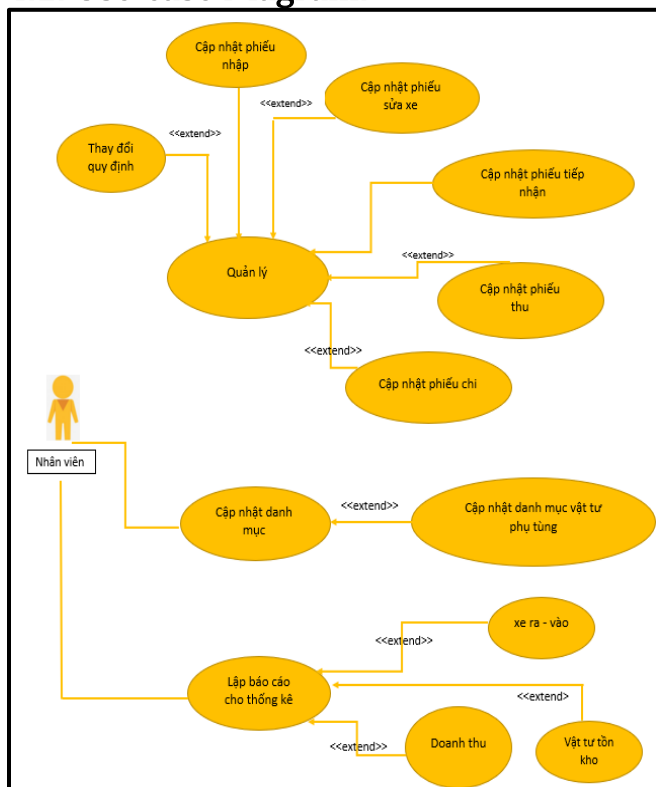 Cập nhật phiếu
nhập
Cập nhật phiếu
sửa xe
<<extend>>
<<extend>>
Thay đổi
quy định
Cập nhật phiếu tiếp
nhận
<<extend>>
Quản lý
Cập nhật phiếu
thu
<<extend>>
Cập nhật phiếu chi
Nhân viên
<<extend>>
Cập nhật danh
mục
Cập nhật danh mục vật tư
phụ tùng
xe ra - vào
<<extend>>
Lập báo cáo
cho thống kê
<<extend>
Doanh thu
<<extend>>
Vật tư tồn
kho